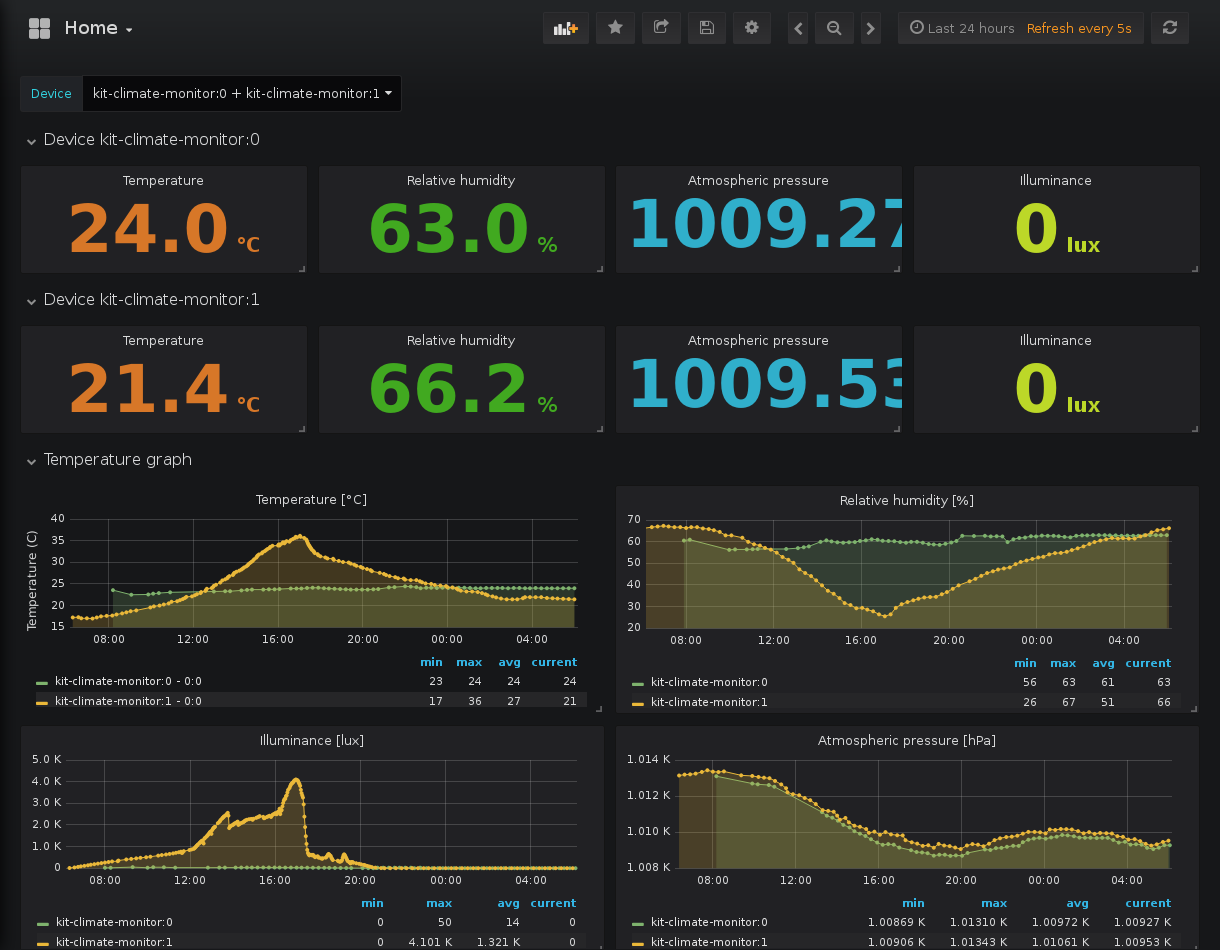 Home
Last 24 hours Refresh every 5s
Device kit-climate-monitor:0 + kit-climate-monitor:1
Device kit-climate-monitor:0
Temperature Relative humidity Atmospheric pressure Illuminance
24.0 °C 63.0 % 1009.27 0 lux
Device kit-climate-monitor:1
Temperature Relative humidity Atmospheric pressure Illuminance
21.4 °C 66.2 % 1009.53 0 lux
Temperature graph
Temperature [°C]
Temperature (C)
40
35
30
25
20
15
08:00 12:00 16:00 20:00 00:00 04:00
min max avg current
kit-climate-monitor:0 - 0:0 23 24 24 24
kit-climate-monitor:1 - 0:0 17 36 27 21
Relative humidity [%]
70
60
50
40
30
20
08:00 12:00 16:00 20:00 00:00 04:00
min max avg current
kit-climate-monitor:0 56 63 61 63
kit-climate-monitor:1 26 67 51 66
Illuminance [lux]
5.0 K
4.0 K
3.0 K
2.0 K
1.0 K
0
08:00 12:00 16:00 20:00 00:00 04:00
min max avg current
kit-climate-monitor:0 0 50 14 0
kit-climate-monitor:1 0 4.101 K 1.321 K 0
Atmospheric pressure [hPa]
1.014 K
1.012 K
1.010 K
1.008 K
08:00 12:00 16:00 20:00 00:00 04:00
min max avg current
kit-climate-monitor:0 1.00869 K 1.01310 K 1.00972 K 1.00927 K
kit-climate-monitor:1 1.00906 K 1.01343 K 1.01061 K 1.00953 K